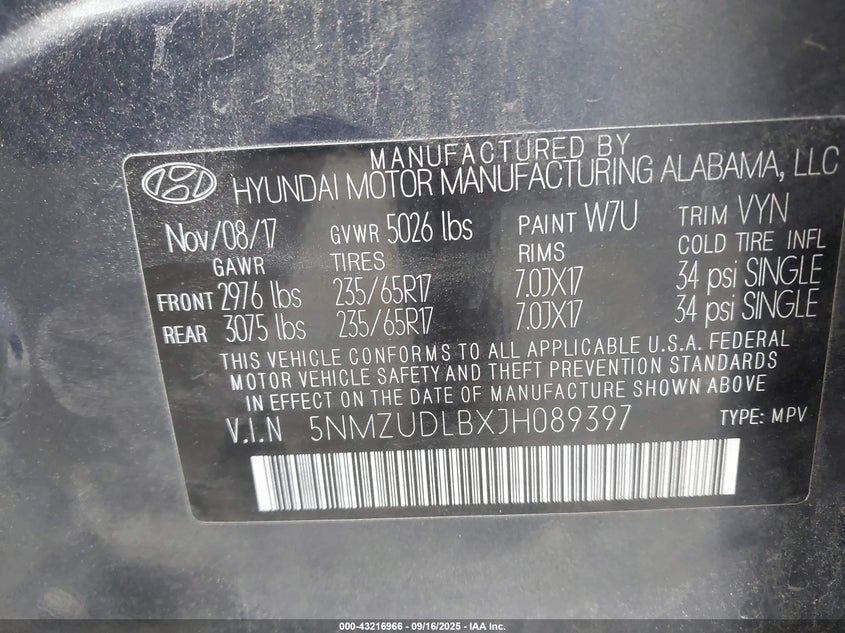 MANUFACTURED BY
HYUNDAI MOTOR MANUFACTURING ALABAMA, LLC
Nov/08/17 GVWR 5026 lbs PAINT W7U TRIM VYN
GAWR TIRES RIMS COLD TIRE INFL
FRONT 2976 lbs 235/65R17 7.0JX17 34 psi SINGLE
REAR 3075 lbs 235/65R17 7.0JX17 34 psi SINGLE
THIS VEHICLE CONFORMS TO ALL APPLICABLE U.S.A. FEDERAL
MOTOR VEHICLE SAFETY AND THEFT PREVENTION STANDARDS
IN EFFECT ON THE DATE OF MANUFACTURE SHOWN ABOVE
V.I.N 5NMZUDLBXJH089397 TYPE: MPV
000-43216966 - 09/16/2025 - IAA Inc.